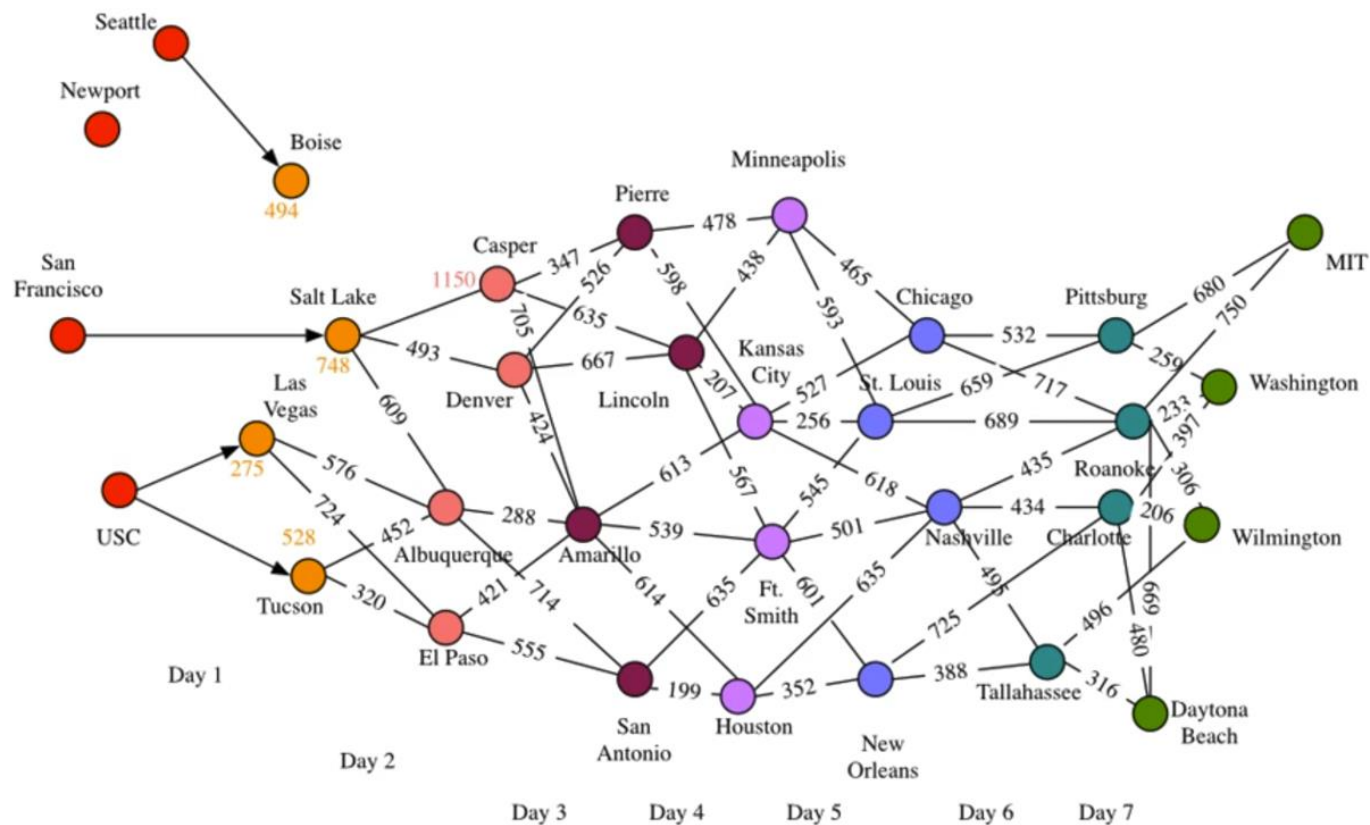 Seattle
Newport
Boise
494
Minneapolis
Pierre
478
San
Francisco
Casper
1150
347
526
598
438
465
MIT
Salt Lake
748
705
635
593
Chicago
532
Pittsburg
680
750
493
Denver
667
Lincoln
207
Kansas
City
527
St. Louis
659
717
259
Washington
Las
Vegas
275
609
424
256
689
233
397
576
613
567
618
435
Roanoke
306
USC
724
528
452
288
539
545
501
434
206
Albuquerque
Amarillo
Nashville
Charlotte
Wilmington
Tucson
320
421
714
614
635
Ft.
Smith
601
635
495
496
669
480
El Paso
555
725
Day 1
199
352
388
Tallahassee
316
San
Antonio
Houston
Daytona
Beach
New
Orleans
Day 2
Day 3
Day 4
Day 5
Day 6
Day 7